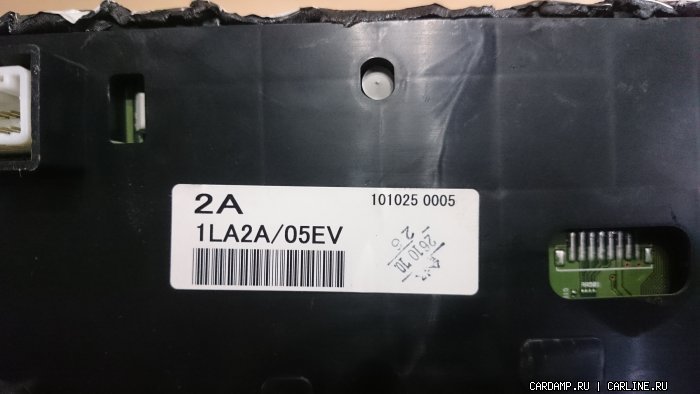 2A
101025 0005
1LA2A/05EV
CARDAMP.RU | CARLINE.RU